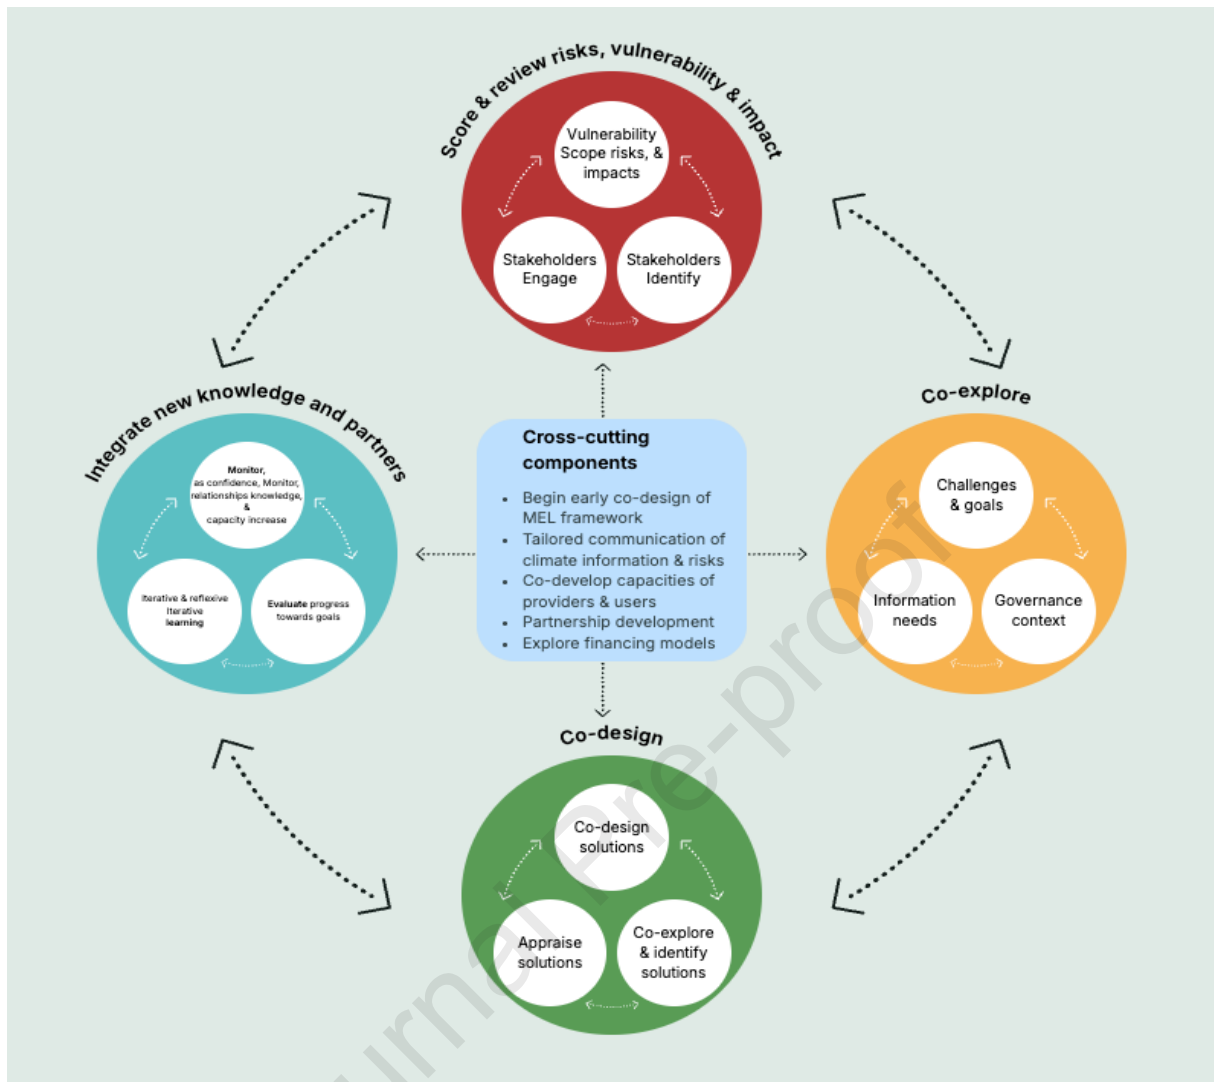 Score & review risks, vulnerability & impact
Vulnerability
Scope risks, &
impacts
Stakeholders
Engage
Stakeholders
Identify
Integrate new knowledge and partners
Monitor,
as confidence, Monitor,
relationships knowledge,
&
capacity increase
Iterative & reflexive
Iterative
learning
Evaluate progress
towards goals
Cross-cutting
components
• Begin early co-design of
MEL framework
• Tailored communication of
climate information & risks
• Co-develop capacities of
providers & users
• Partnership development
• Explore financing models
Co-explore
Challenges
& goals
Information
needs
Governance
context
Co-design
Co-design
solutions
Appraise
solutions
Co-explore
& identify
solutions
urnal Pre-proof